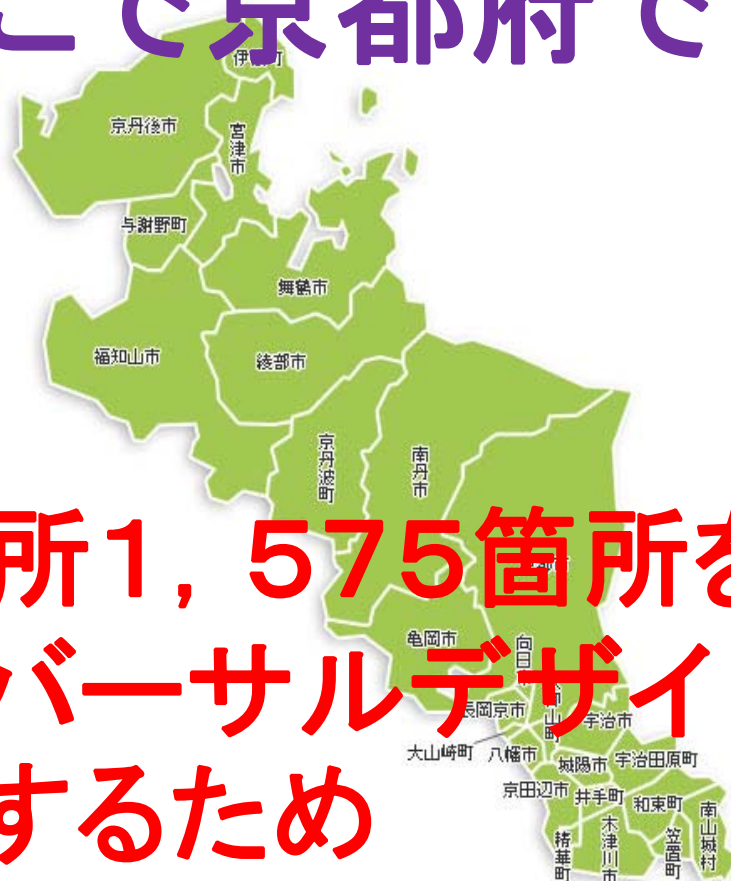 こで京都府で
京丹後市
宮津市
与謝野町
舞鶴市
福知山市
綾部市
京丹波町
南丹市
所1，575箇所を
亀岡市
バーサルデザイ
長岡京市
宇治市
大山崎町
八幡市
城陽市
宇治田原町
京田辺市
井手町
和束町
するため
精華町
木津川市
笠置町
南山城村